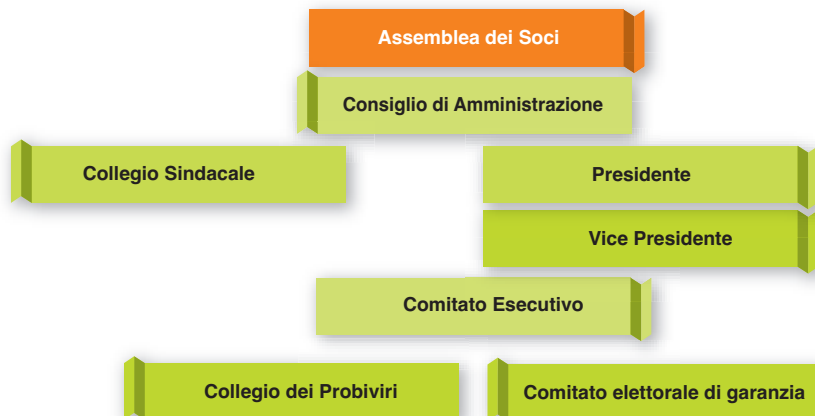 Assemblea dei Soci
Consiglio di Amministrazione
Collegio Sindacale
Presidente
Vice Presidente
Comitato Esecutivo
Collegio dei Probiviri
Comitato elettorale di garanzia